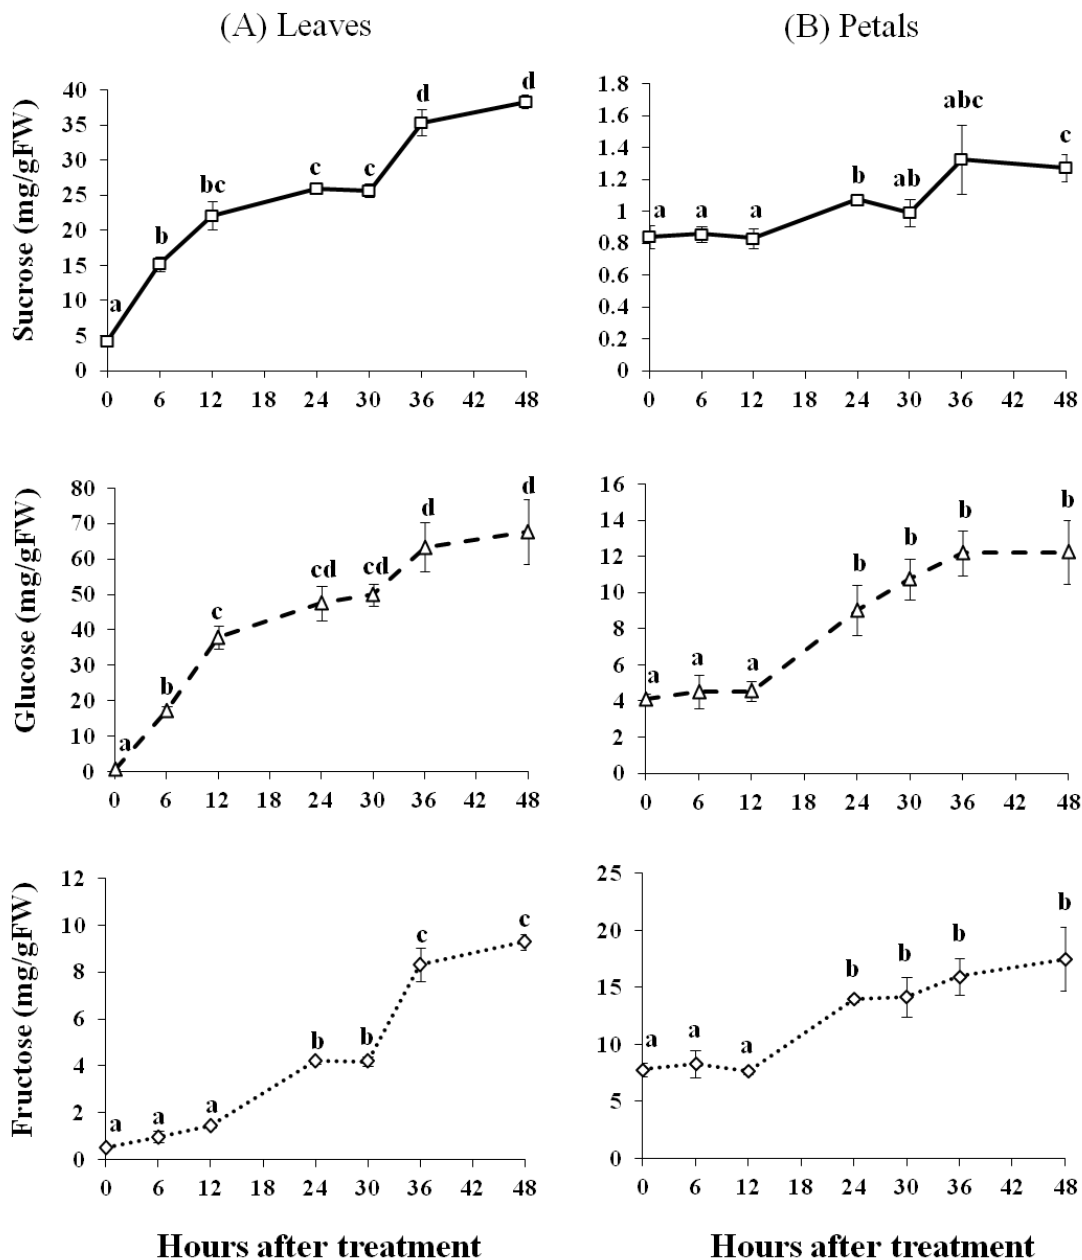 (A) Leaves
(B) Petals
Sucrose (mg/gFW)
40
35
30
25
20
15
10
5
0
a
b
bc
c
c
d
d
0 6 12 18 24 30 36 42 48
1.8
1.6
1.4
1.2
1
0.8
0.6
0.4
0.2
0
a
a
a
b
ab
abc
c
0 6 12 18 24 30 36 42 48
Glucose (mg/gFW)
80
70
60
50
40
30
20
10
0
a
b
c
cd
cd
d
d
0 6 12 18 24 30 36 42 48
16
14
12
10
8
6
4
2
0
a
a
a
b
b
b
b
0 6 12 18 24 30 36 42 48
Fructose (mg/gFW)
12
10
8
6
4
2
0
a
a
a
b
b
c
c
0 6 12 18 24 30 36 42 48
25
20
15
10
5
0
a
a
a
b
b
b
b
0 6 12 18 24 30 36 42 48
Hours after treatment
Hours after treatment